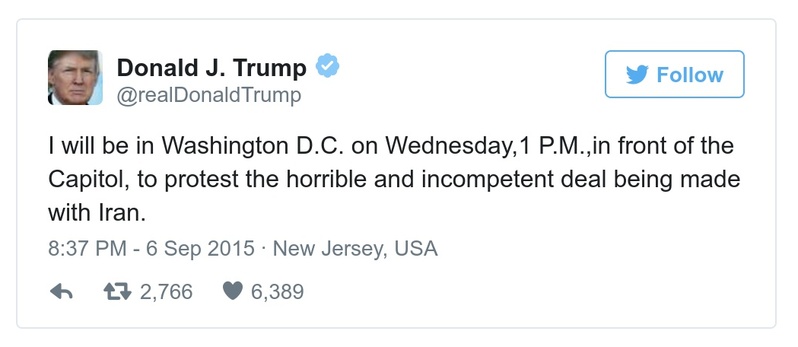 Donald J. Trump
@realDonaldTrump
Follow
I will be in Washington D.C. on Wednesday,1 P.M.,in front of the
Capitol, to protest the horrible and incompetent deal being made
with Iran.
8:37 PM - 6 Sep 2015 · New Jersey, USA
2,766 6,389